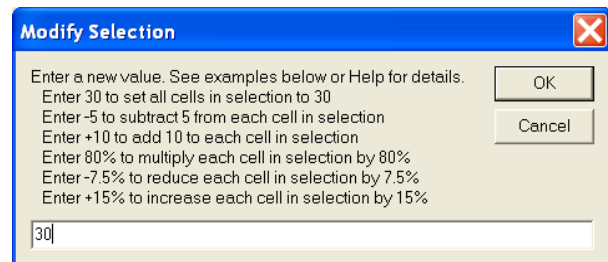 Modify Selection
Enter a new value. See examples below or Help for details.
Enter 30 to set all cells in selection to 30
Enter -5 to subtract 5 from each cell in selection
Enter +10 to add 10 to each cell in selection
Enter 80% to multiply each cell in selection by 80%
Enter -7.5% to reduce each cell in selection by 7.5%
Enter +15% to increase each cell in selection by 15%
OK
Cancel
30